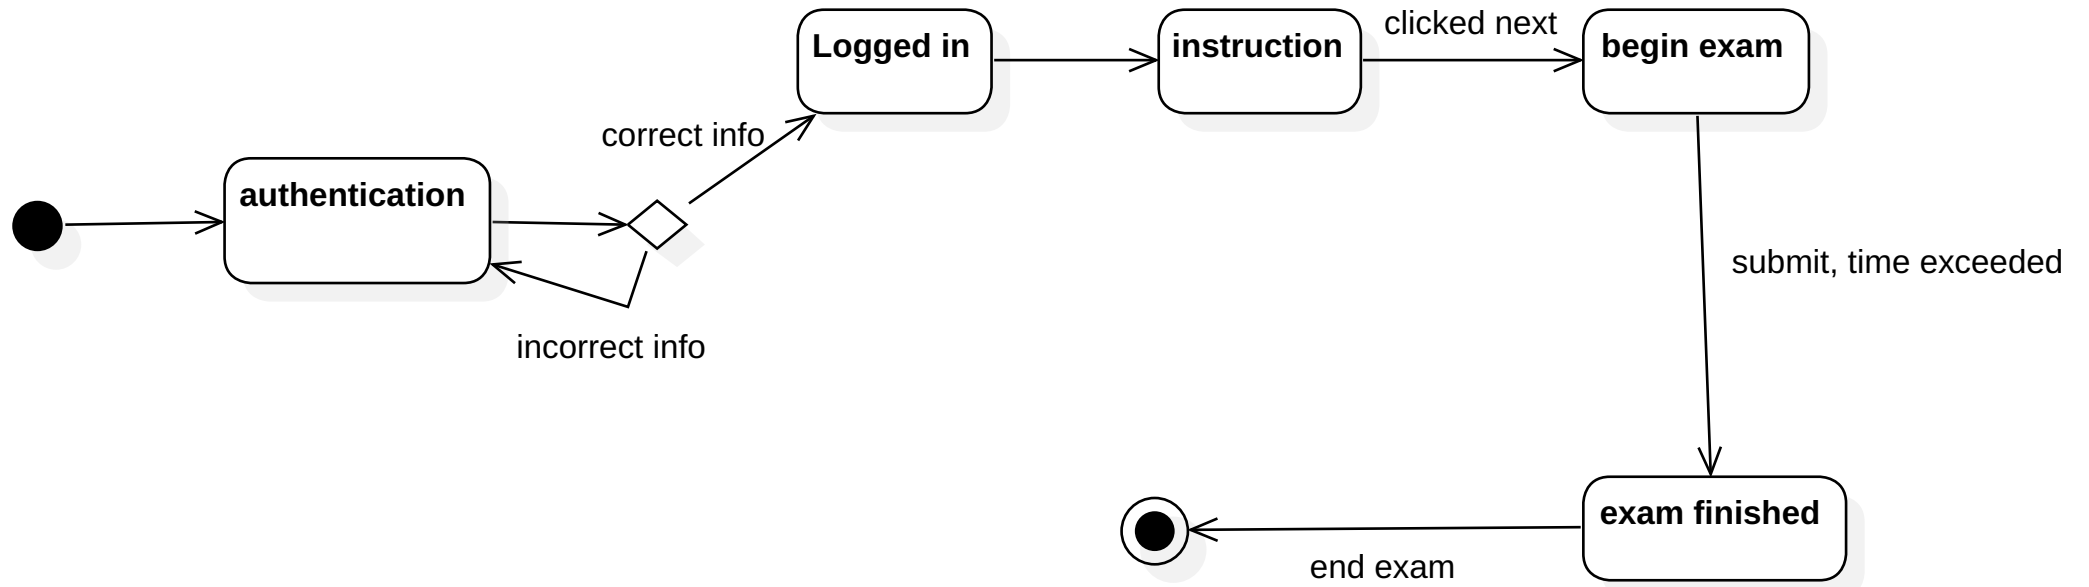 Logged in
instruction
clicked next
begin exam
correct info
authentication
submit, time exceeded
incorrect info
exam finished
end exam